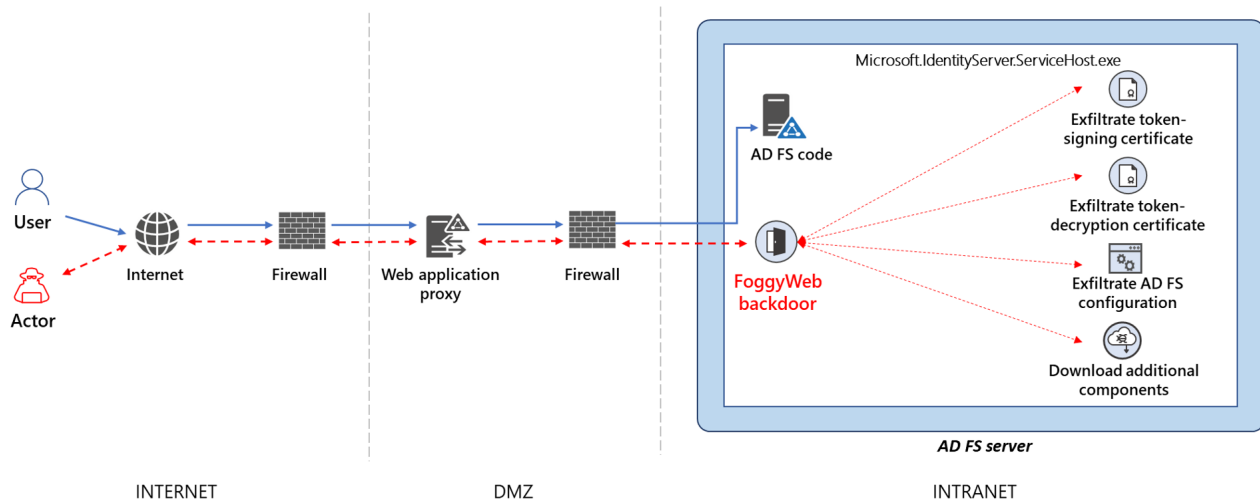 Microsoft.IdentityServer.ServiceHost.exe
User
Actor
Internet
Firewall
Web application
proxy
Firewall
AD FS code
FoggyWeb
backdoor
Exfiltrate token-
signing certificate
Exfiltrate token-
decryption certificate
Exfiltrate AD FS
configuration
Download additional
components
AD FS server
INTERNET
DMZ
INTRANET